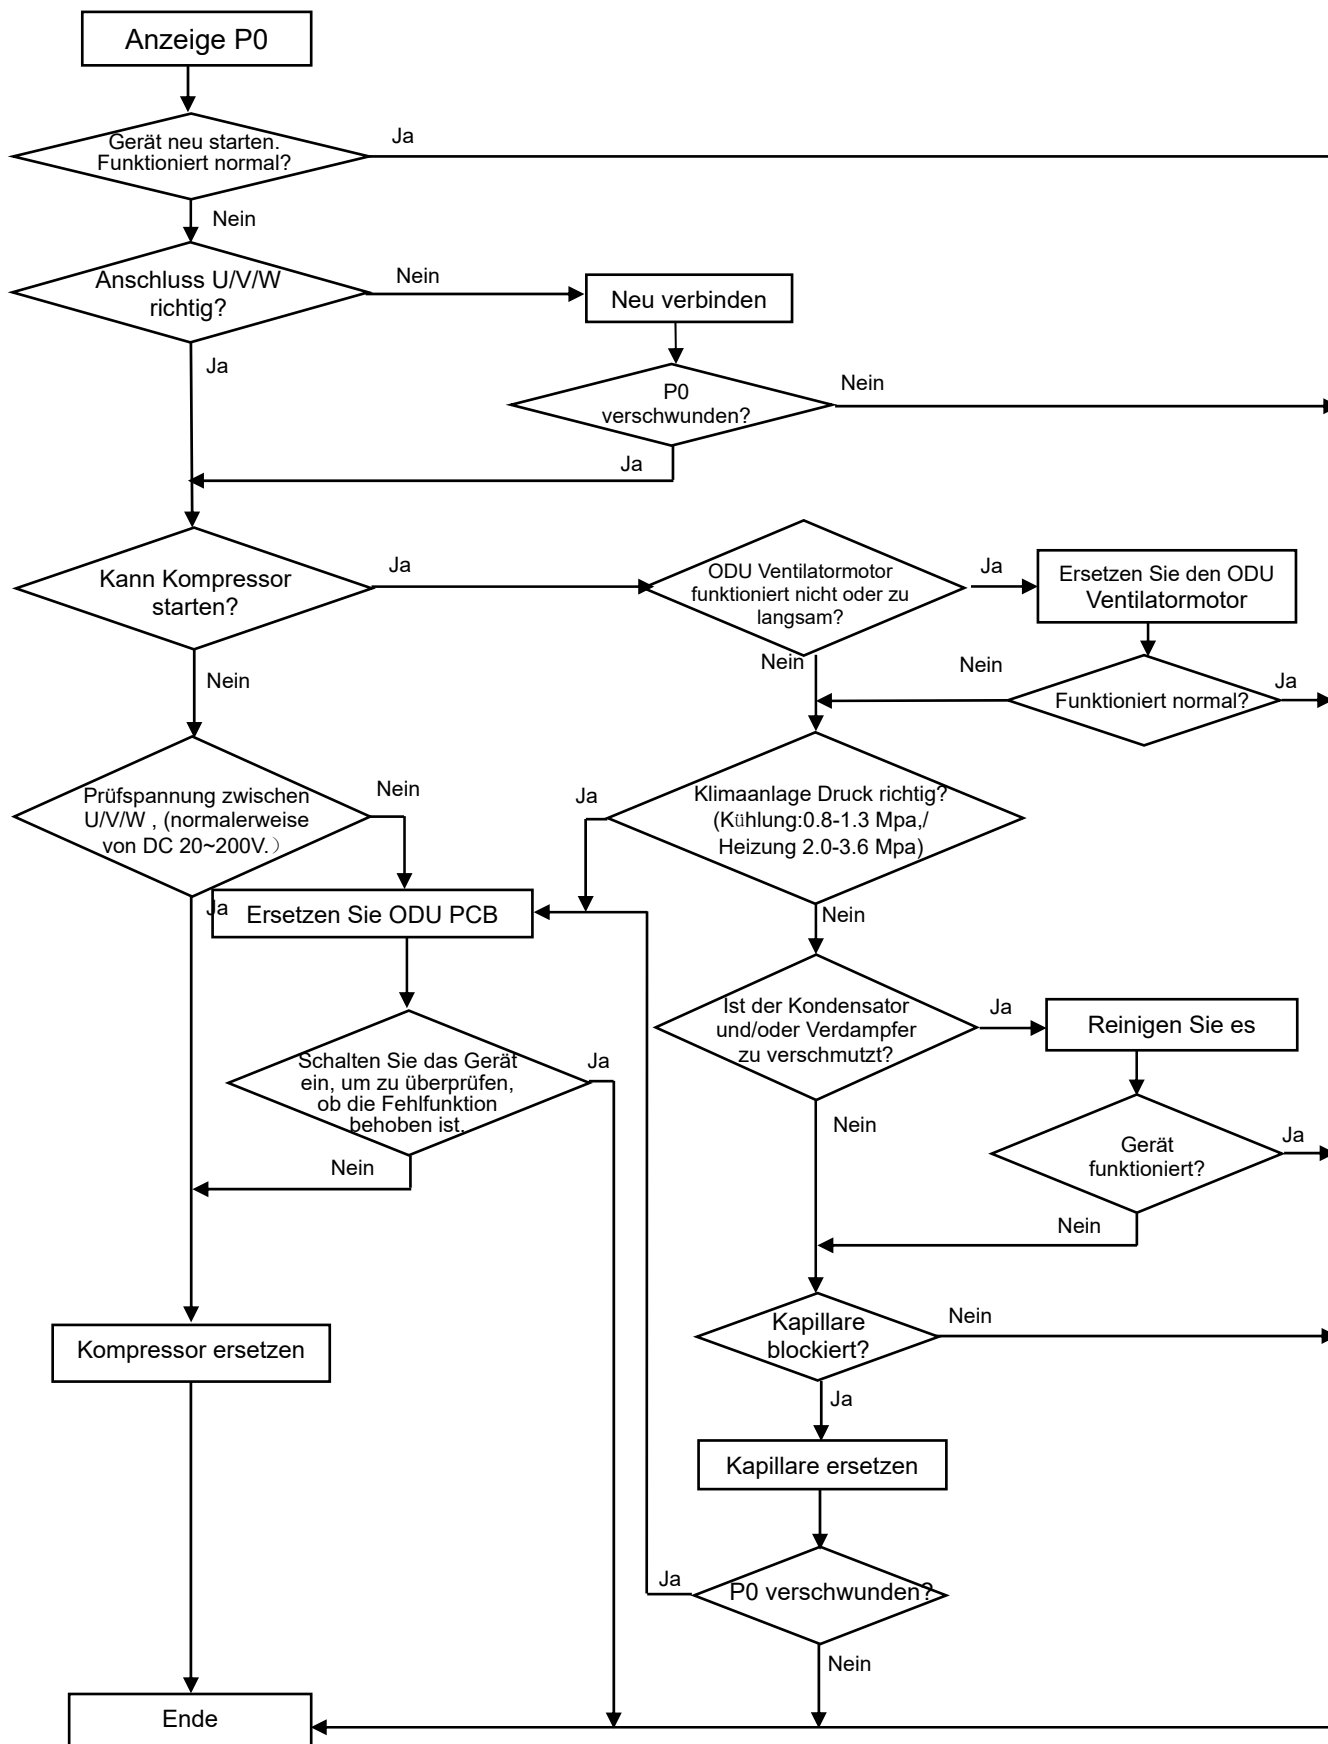 Anzeige P0
Gerät neu starten.
Funktioniert normal?
Ja
Nein
Anschluss U/V/W
richtig?
Nein
Neu verbinden
Ja
P0
verschwunden?
Nein
Ja
Kann Kompressor
starten?
Ja
ODU Ventilatormotor
funktioniert nicht oder zu
langsam?
Ja
Ersetzen Sie den ODU
Ventilatormotor
Nein
Nein
Nein
Funktioniert normal?
Ja
Prüfspannung zwischen
U/V/W , (normalerweise
von DC 20~200V.）
Nein
Ja
Klimaanlage Druck richtig?
(Kühlung:0.8-1.3 Mpa,/
Heizung 2.0-3.6 Mpa)
Ja
Ersetzen Sie ODU PCB
Nein
Ist der Kondensator
und/oder Verdampfer
zu verschmutzt?
Ja
Reinigen Sie es
Schalten Sie das Gerät
ein, um zu überprüfen,
ob die Fehlfunktion
behoben ist.
Ja
Nein
Nein
Gerät
funktioniert?
Ja
Nein
Kompressor ersetzen
Kapillare
blockiert?
Nein
Ja
Kapillare ersetzen
Ja
P0 verschwunden?
Nein
Ende